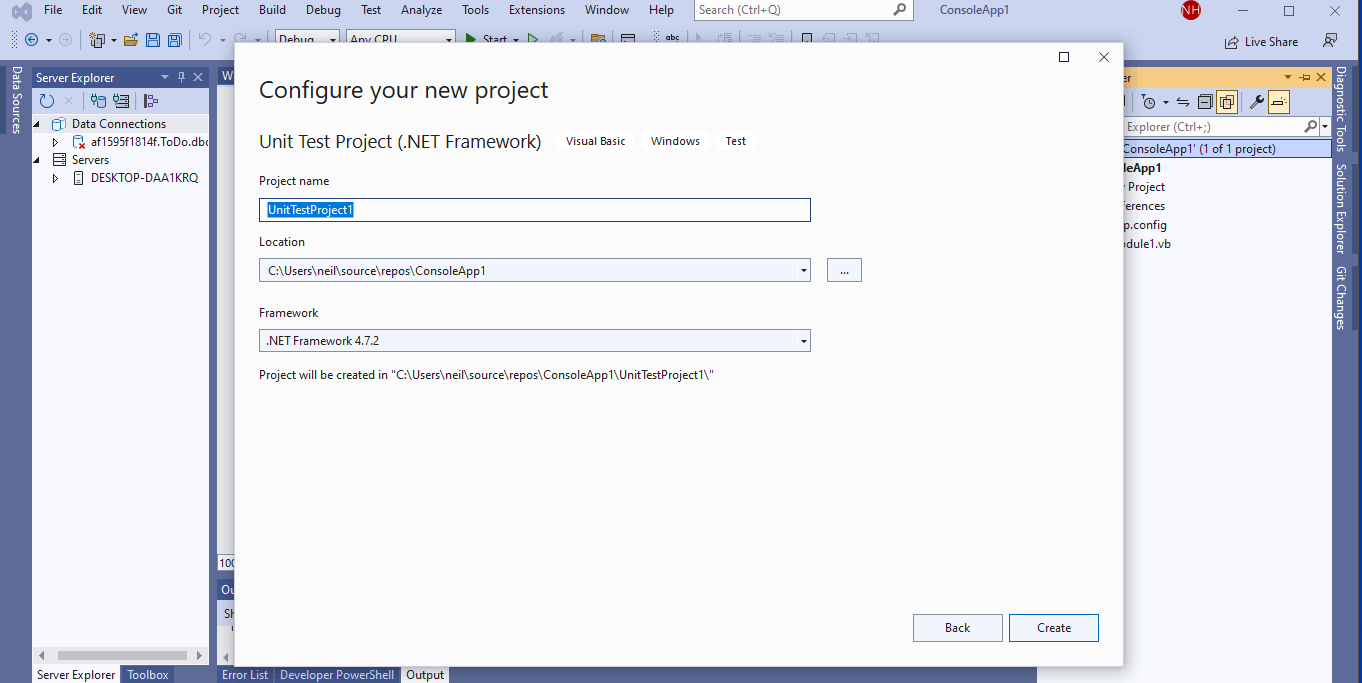 File Edit View Git Project Build Debug Test Analyze Tools Extensions Window Help Search (Ctrl+Q) ConsoleApp1 NH
Debug Any CPU Start abc Live Share
Data Sources
Server Explorer
Data Connections
af1595f1814f.ToDo.dbo
Servers
DESKTOP-DAA1KRQ
Server Explorer Toolbox
W
100
Ou
Sh
Configure your new project
Unit Test Project (.NET Framework) Visual Basic Windows Test
Project name
UnitTestProject1
Location
C:\Users\neil\source\repos\ConsoleApp1
...
Framework
.NET Framework 4.7.2
Project will be created in "C:\Users\neil\source\repos\ConsoleApp1\UnitTestProject1\"
Back Create
Error List Developer PowerShell Output
er
Explorer (Ctrl+;)
ConsoleApp1' (1 of 1 project)
leApp1
Project
ferences
p.config
dule1.vb
Diagnostic Tools
Solution Explorer
Git Changes